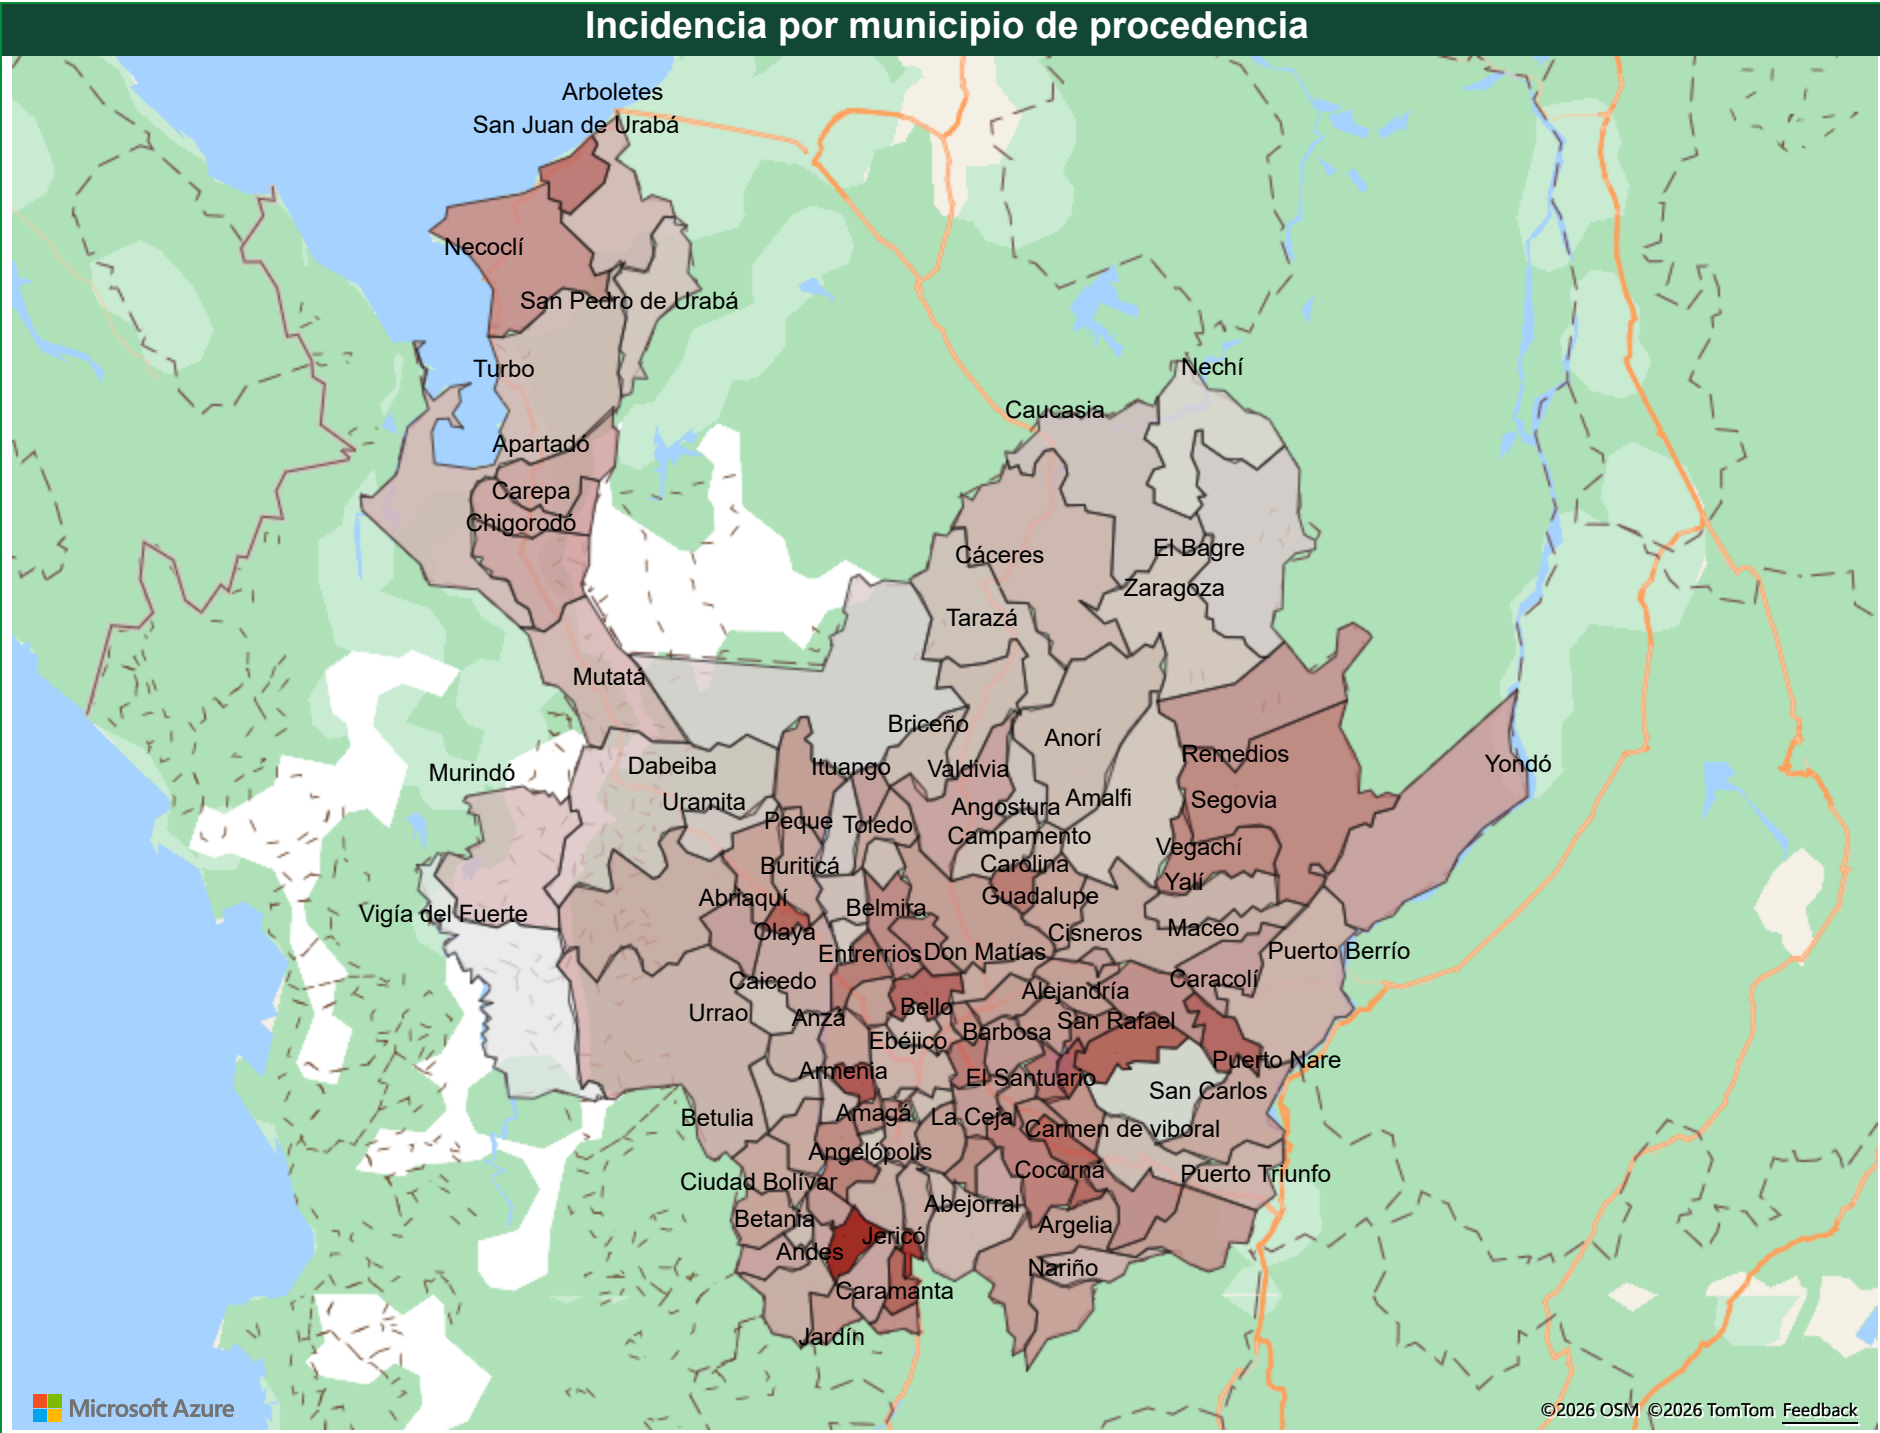 Incidencia por municipio de procedencia
Arboletes
San Juan de Urabá
Necoclí
San Pedro de Urabá
Turbo
Nechí
Caucasia
Apartadó
Carepa
Chigorodó
El Bagre
Cáceres
Zaragoza
Tarazá
Mutatá
Briceño
Anorí
Remedios
Yondó
Dabeiba
Ituango
Valdivia
Murindó
Uramita
Angostura
Amalfi
Segovia
Peque
Toledo
Campamento
Vegachí
Carolina
Buriticá
Yalí
Abriaquí
Guadalupe
Belmira
Vigía del Fuerte
Olaya
Cisneros
Maceo
Entrerríos
Don Matías
Puerto Berrío
Caicedo
Caracolí
Alejandría
Bello
Urrao
Anzá
San Rafael
Barbosa
Ebéjico
Puerto Nare
Armenia
El Santuario
San Carlos
Betulia
Amagá
La Ceja
Carmen de viboral
Angelópolis
Cocorná
Puerto Triunfo
Ciudad Bolívar
Abejorral
Betania
Argelia
Jericó
Andes
Nariño
Caramanta
Jardín
Microsoft Azure
©2026 OSM ©2026 TomTom Feedback